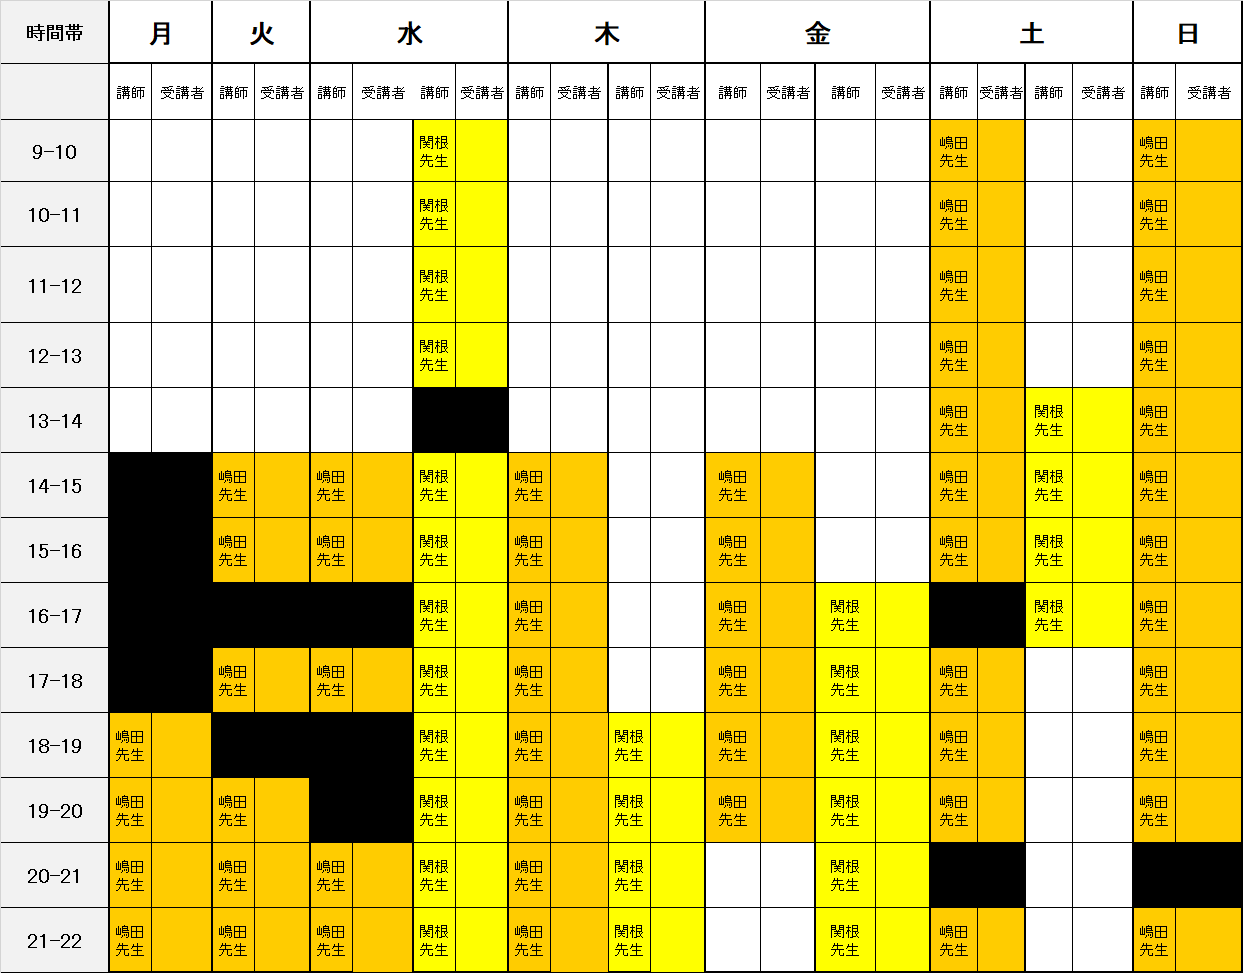 時間帯 月 火 水 木 金 土 日
講師 受講者 講師 受講者 講師 受講者 講師 受講者 講師 受講者 講師 受講者 講師 受講者 講師 受講者 講師 受講者 講師 受講者 講師 受講者
9-10 関根 嶋田 嶋田
先生 先生 先生
10-11 関根 嶋田 嶋田
先生 先生 先生
11-12 関根 嶋田 嶋田
先生 先生 先生
12-13 関根 嶋田 嶋田
先生 先生 先生
13-14 嶋田 関根 嶋田
先生 先生 先生
14-15 嶋田 嶋田 関根 嶋田 嶋田 嶋田 関根 嶋田
先生 先生 先生 先生 先生 先生 先生 先生
15-16 嶋田 嶋田 関根 嶋田 嶋田 嶋田 関根 嶋田
先生 先生 先生 先生 先生 先生 先生 先生
16-17 関根 嶋田 嶋田 関根 関根 嶋田
先生 先生 先生 先生 先生 先生
17-18 嶋田 嶋田 関根 嶋田 嶋田 関根 嶋田 嶋田
先生 先生 先生 先生 先生 先生 先生 先生
18-19 嶋田 関根 嶋田 関根 嶋田 関根 嶋田 嶋田
先生 先生 先生 先生 先生 先生 先生 先生
19-20 嶋田 嶋田 関根 嶋田 関根 嶋田 関根 嶋田 嶋田
先生 先生 先生 先生 先生 先生 先生 先生 先生
20-21 嶋田 嶋田 嶋田 関根 嶋田 関根 関根
先生 先生 先生 先生 先生 先生 先生
21-22 嶋田 嶋田 嶋田 関根 嶋田 関根 関根 嶋田 嶋田
先生 先生 先生 先生 先生 先生 先生 先生 先生